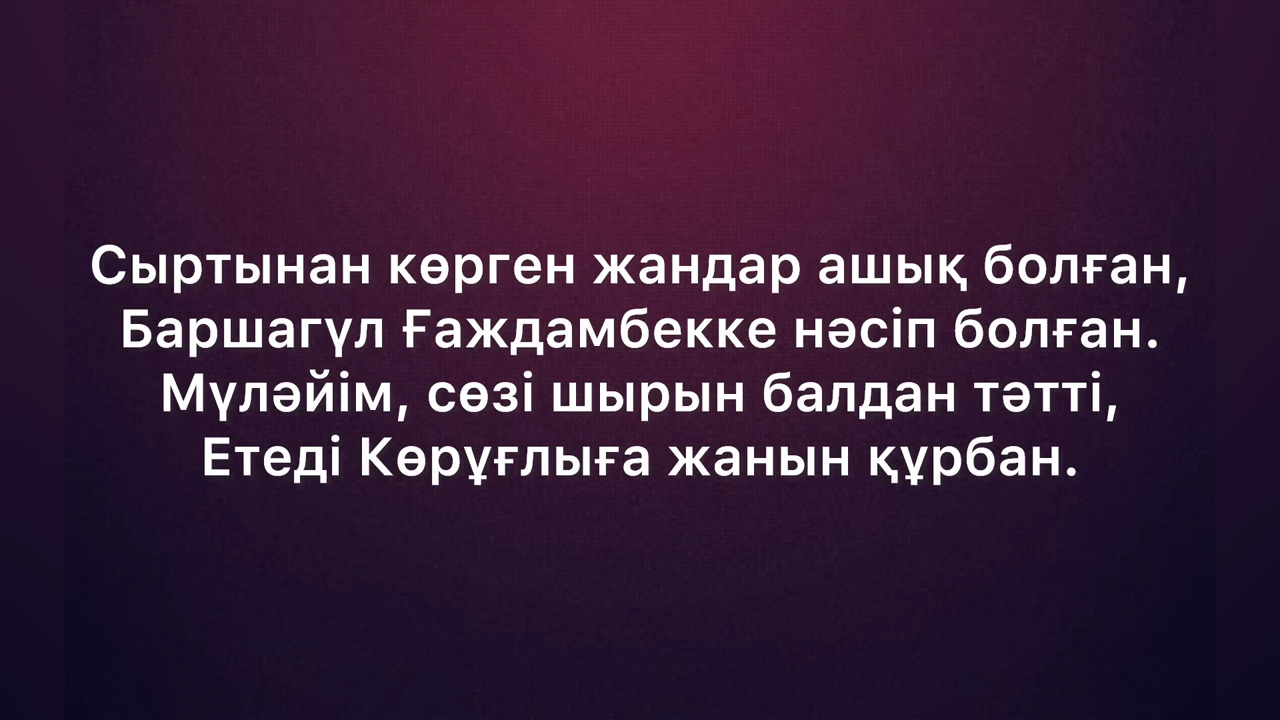 Сыртынан көрген жандар ашық болған,
Баршагүл Ғаждамбекке нәсіп болған.
Мүләйім, сөзі шырын балдан тәтті,
Етеді Көрұғлыға жанын құрбан.